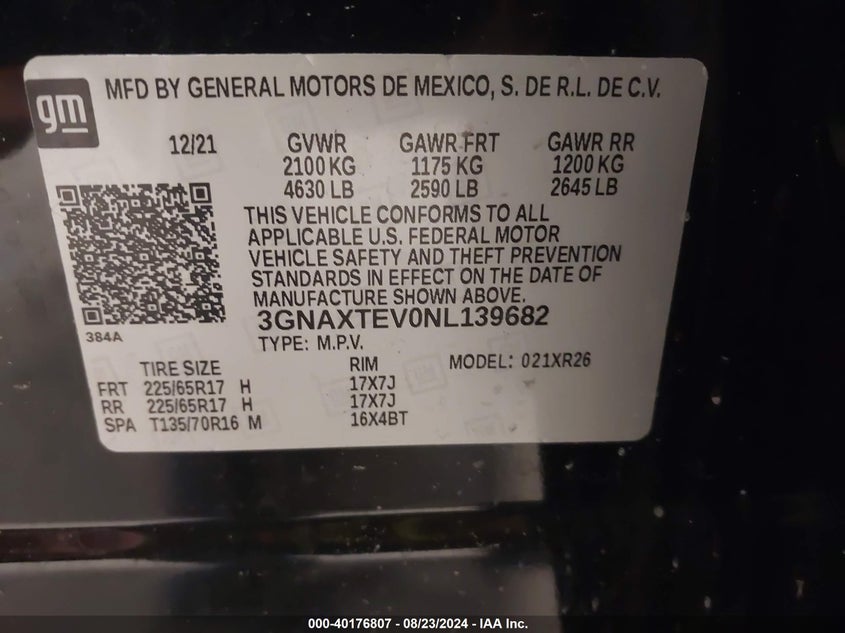 gm
MFD BY GENERAL MOTORS DE MEXICO, S. DE R.L. DE C.V.
12/21 GVWR GAWR FRT GAWR RR
2100 KG 1175 KG 1200 KG
4630 LB 2590 LB 2645 LB
THIS VEHICLE CONFORMS TO ALL
APPLICABLE U.S. FEDERAL MOTOR
VEHICLE SAFETY AND THEFT PREVENTION
STANDARDS IN EFFECT ON THE DATE OF
MANUFACTURE SHOWN ABOVE.
3GNAXTEV0NL139682
384A
TYPE: M.P.V.
TIRE SIZE RIM MODEL: 021XR26
FRT 225/65R17 H 17X7J
RR 225/65R17 H 17X7J
SPA T135/70R16 M 16X4BT
000-40176807 - 08/23/2024 - IAA Inc.